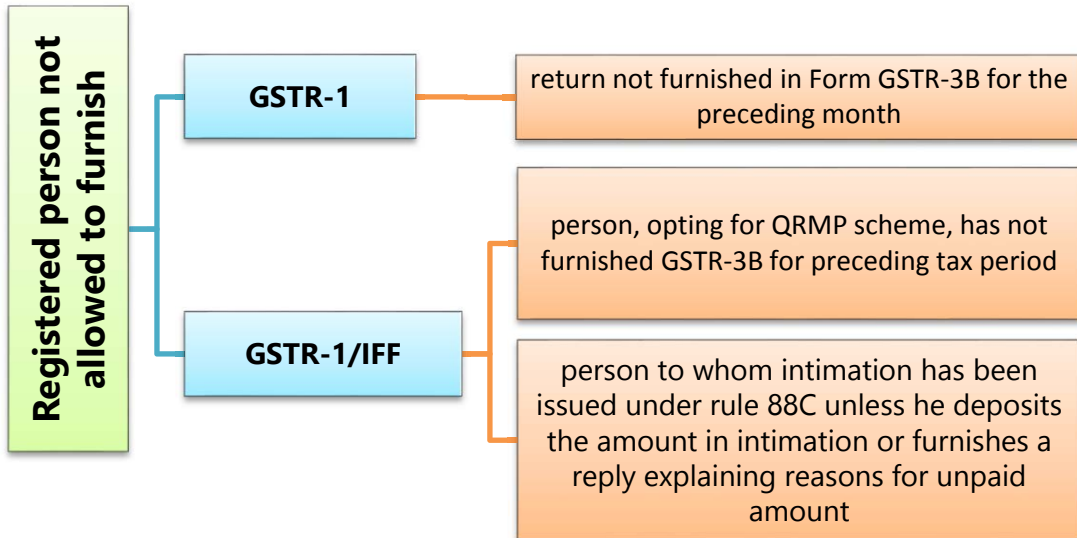 Registered person not
allowed to furnish
GSTR-1
return not furnished in Form GSTR-3B for the
preceding month
GSTR-1/IFF
person, opting for QRMP scheme, has not
furnished GSTR-3B for preceding tax period
person to whom intimation has been
issued under rule 88C unless he deposits
the amount in intimation or furnishes a
reply explaining reasons for unpaid
amount